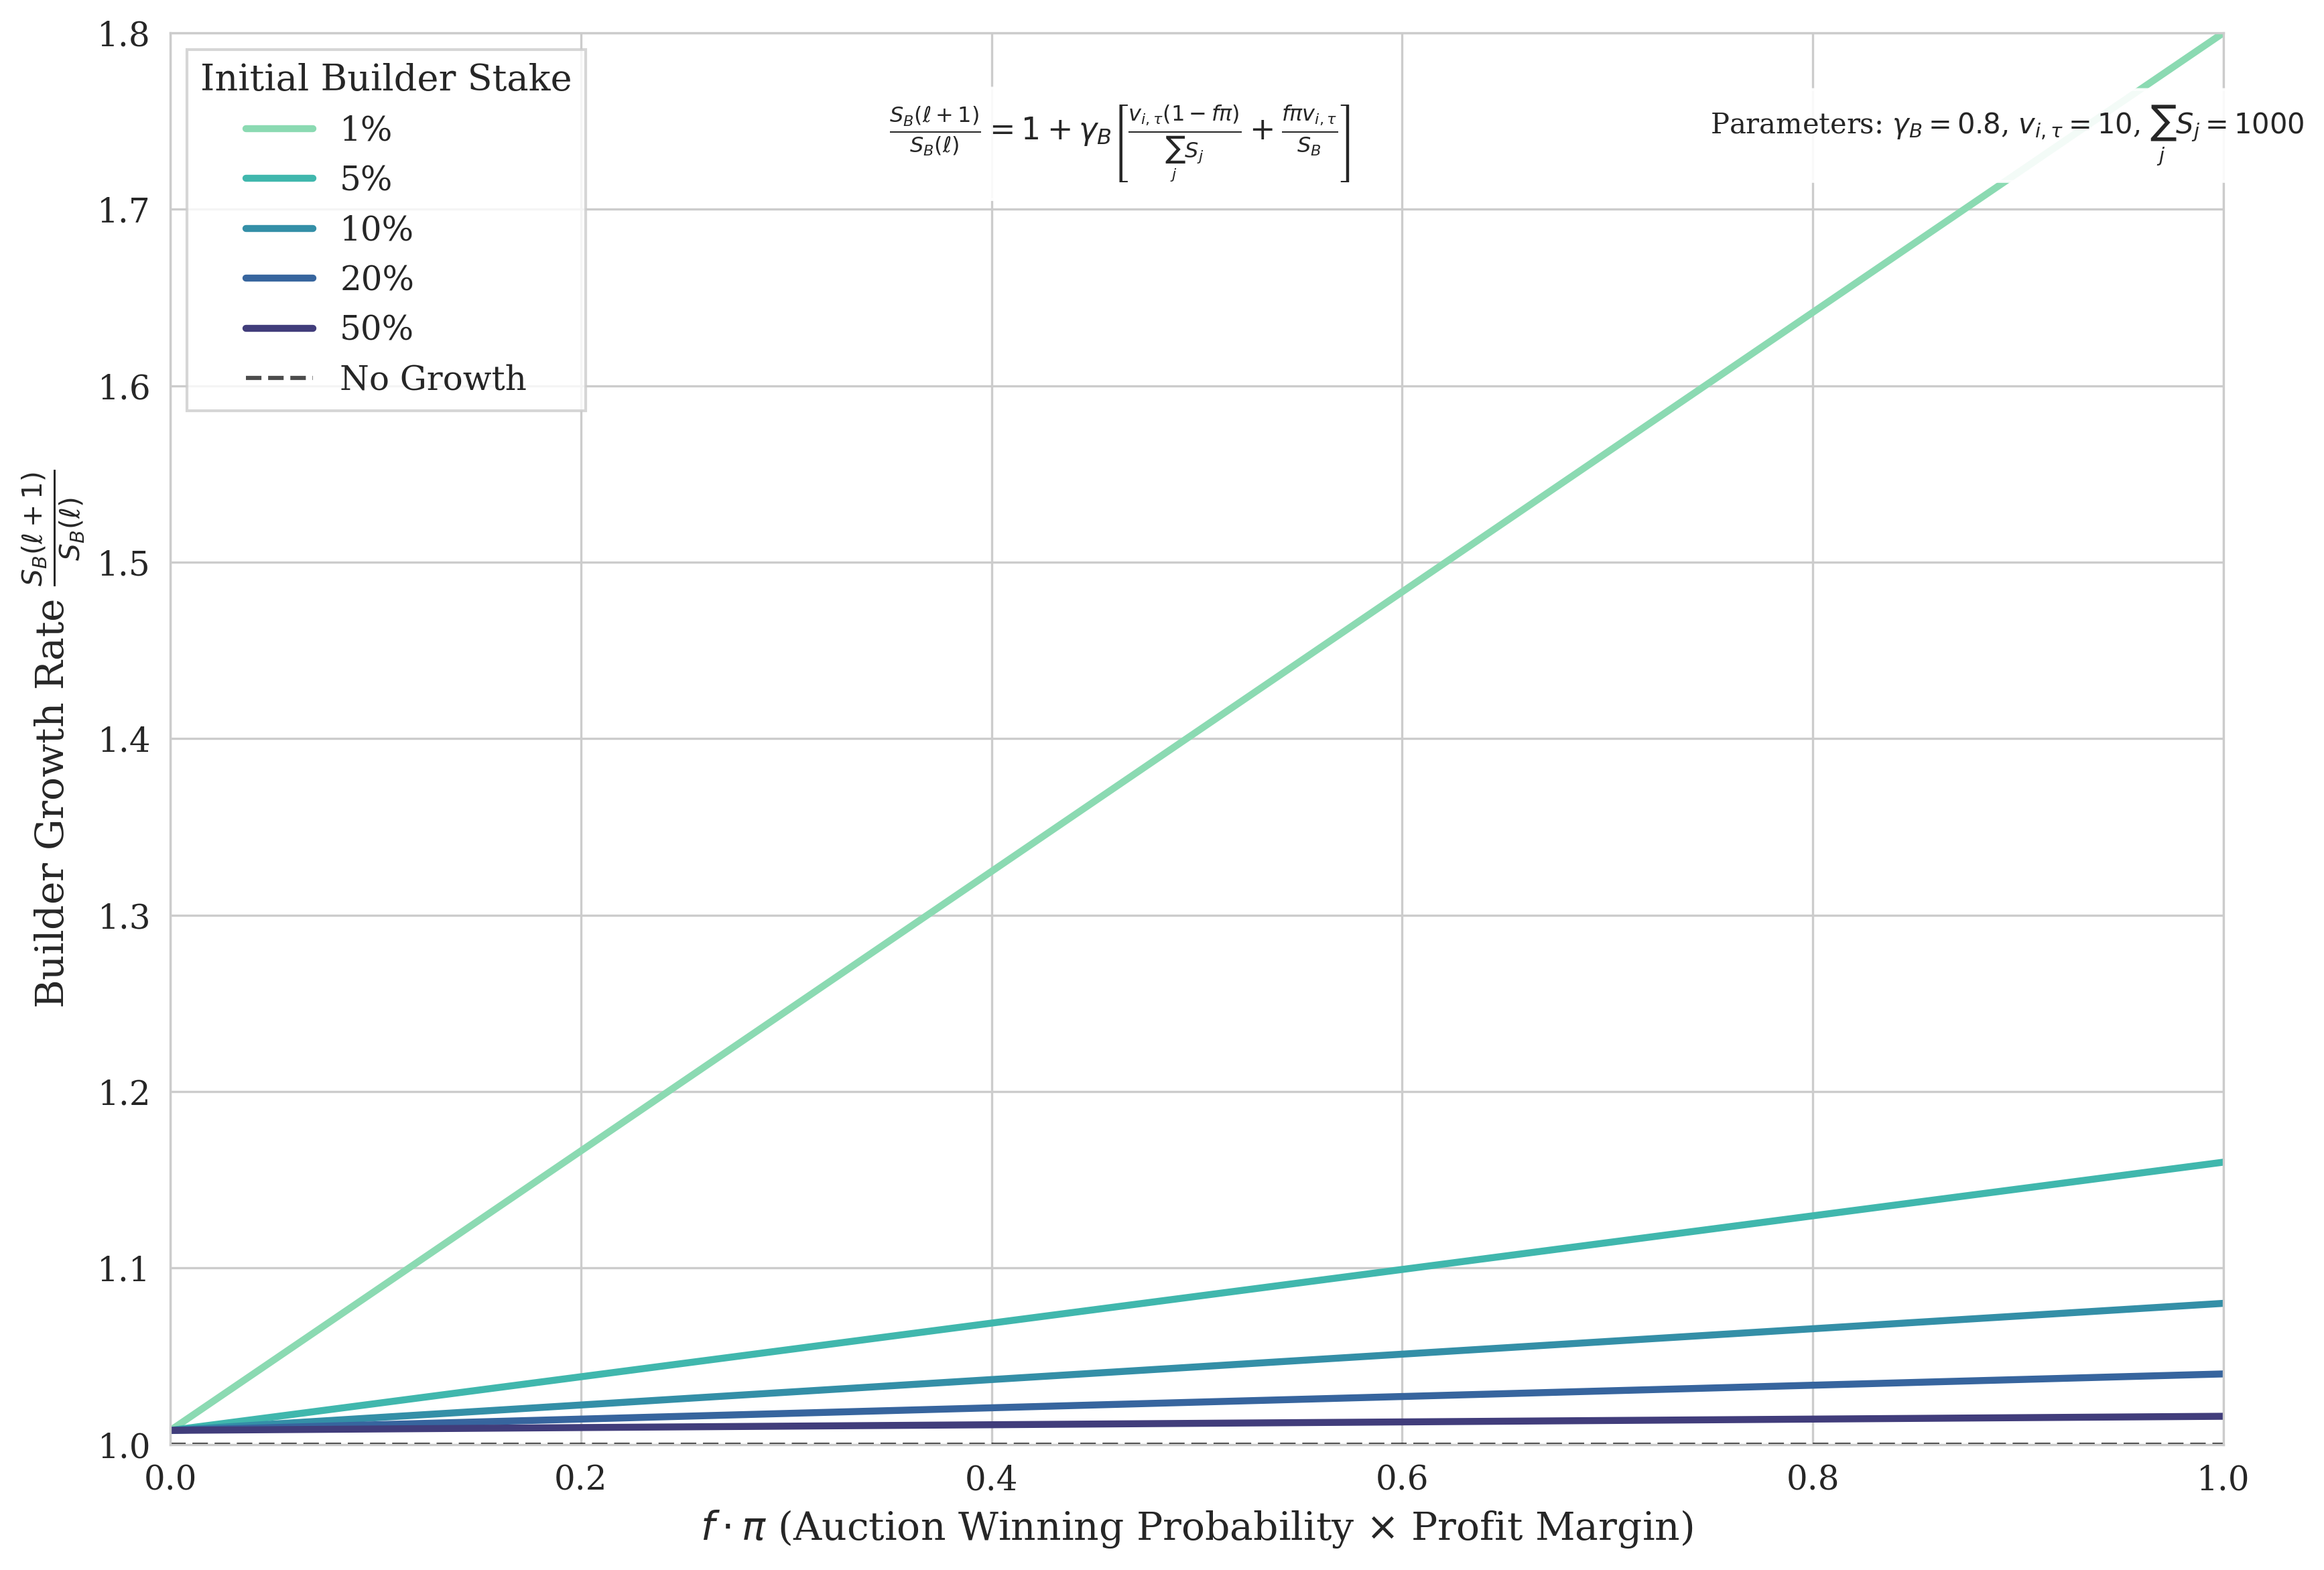 Initial Builder Stake
1%
5%
10%
20%
50%
No Growth
S_B(ℓ + 1) / S_B(ℓ) = 1 + γ_B [ v_{i,τ}(1 − fπ) / ∑_j S_j + fπv_{i,τ} / S_B ]
Parameters: γ_B = 0.8, v_{i,τ} = 10, ∑_j S_j = 1000
Builder Growth Rate S_B(ℓ + 1) / S_B(ℓ)
1.8
1.7
1.6
1.5
1.4
1.3
1.2
1.1
1.0
0.0 0.2 0.4 0.6 0.8 1.0
f · π (Auction Winning Probability × Profit Margin)